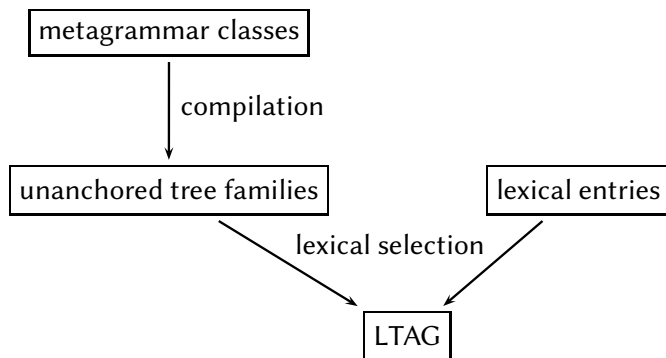 metagrammar classes
compilation
unanchored tree families
lexical entries
lexical selection
LTAG